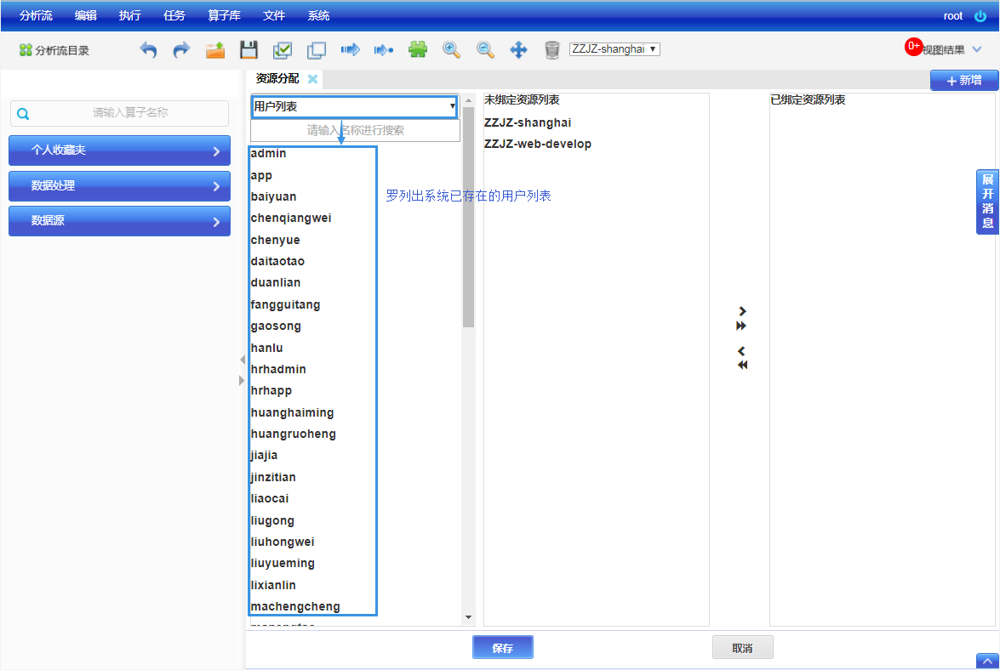 分析流 编辑 执行 任务 算子库 文件 系统 root
分析流目录 ZZJZ-shanghai 0+ 视图结果
资源分配 新增
请输入算子名称
个人收藏夹
数据处理
数据源
用户列表
请输入名称进行搜索
admin
app
baiyuan
chenqiangwei
chenyue
daitaotao
duanlian
fangguitang
gaosong
hanlu
hrhadmin
hrhapp
huanghaiming
huangruoheng
jiajia
jinzitian
liaocai
liugong
liuhongwei
liuyueming
lixianlin
machengcheng
罗列出系统已存在的用户列表
未绑定资源列表
ZZJZ-shanghai
ZZJZ-web-develop
已绑定资源列表
展
开
消
息
保存 取消